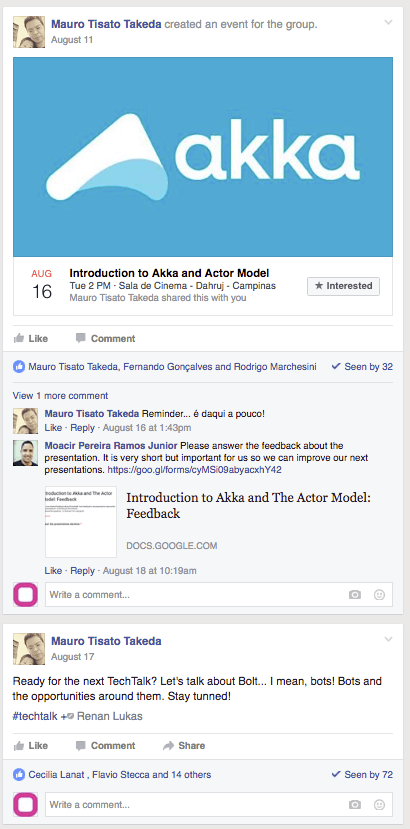 Mauro Tisato Takeda created an event for the group.
August 11
akka
AUG
16
Introduction to Akka and Actor Model
Tue 2 PM · Sala de Cinema - Dahruj - Campinas
Mauro Tisato Takeda shared this with you
★ Interested
Like Comment
Mauro Tisato Takeda, Fernando Gonçalves and Rodrigo Marchesini
✓ Seen by 32
View 1 more comment
Mauro Tisato Takeda Reminder... é daqui a pouco!
Like · Reply · August 16 at 1:43pm
Moacir Pereira Ramos Junior Please answer the feedback about the
presentation. It is very short but important for us so we can improve our next
presentations. https://goo.gl/forms/cyMSi09abyacxhY42
Introduction to Akka and The Actor
Model: Feedback
Introduction to Akka and The Actor Model:
Feedback
DOCS.GOOGLE.COM
Like · Reply · August 18 at 10:19am
Write a comment...
Mauro Tisato Takeda
August 17
Ready for the next TechTalk? Let's talk about Bolt... I mean, bots! Bots and
the opportunities around them. Stay tunned!
#techtalk + Renan Lukas
Like Comment Share
Cecilia Lanat , Flavio Stecca and 14 others
✓ Seen by 72
Write a comment...